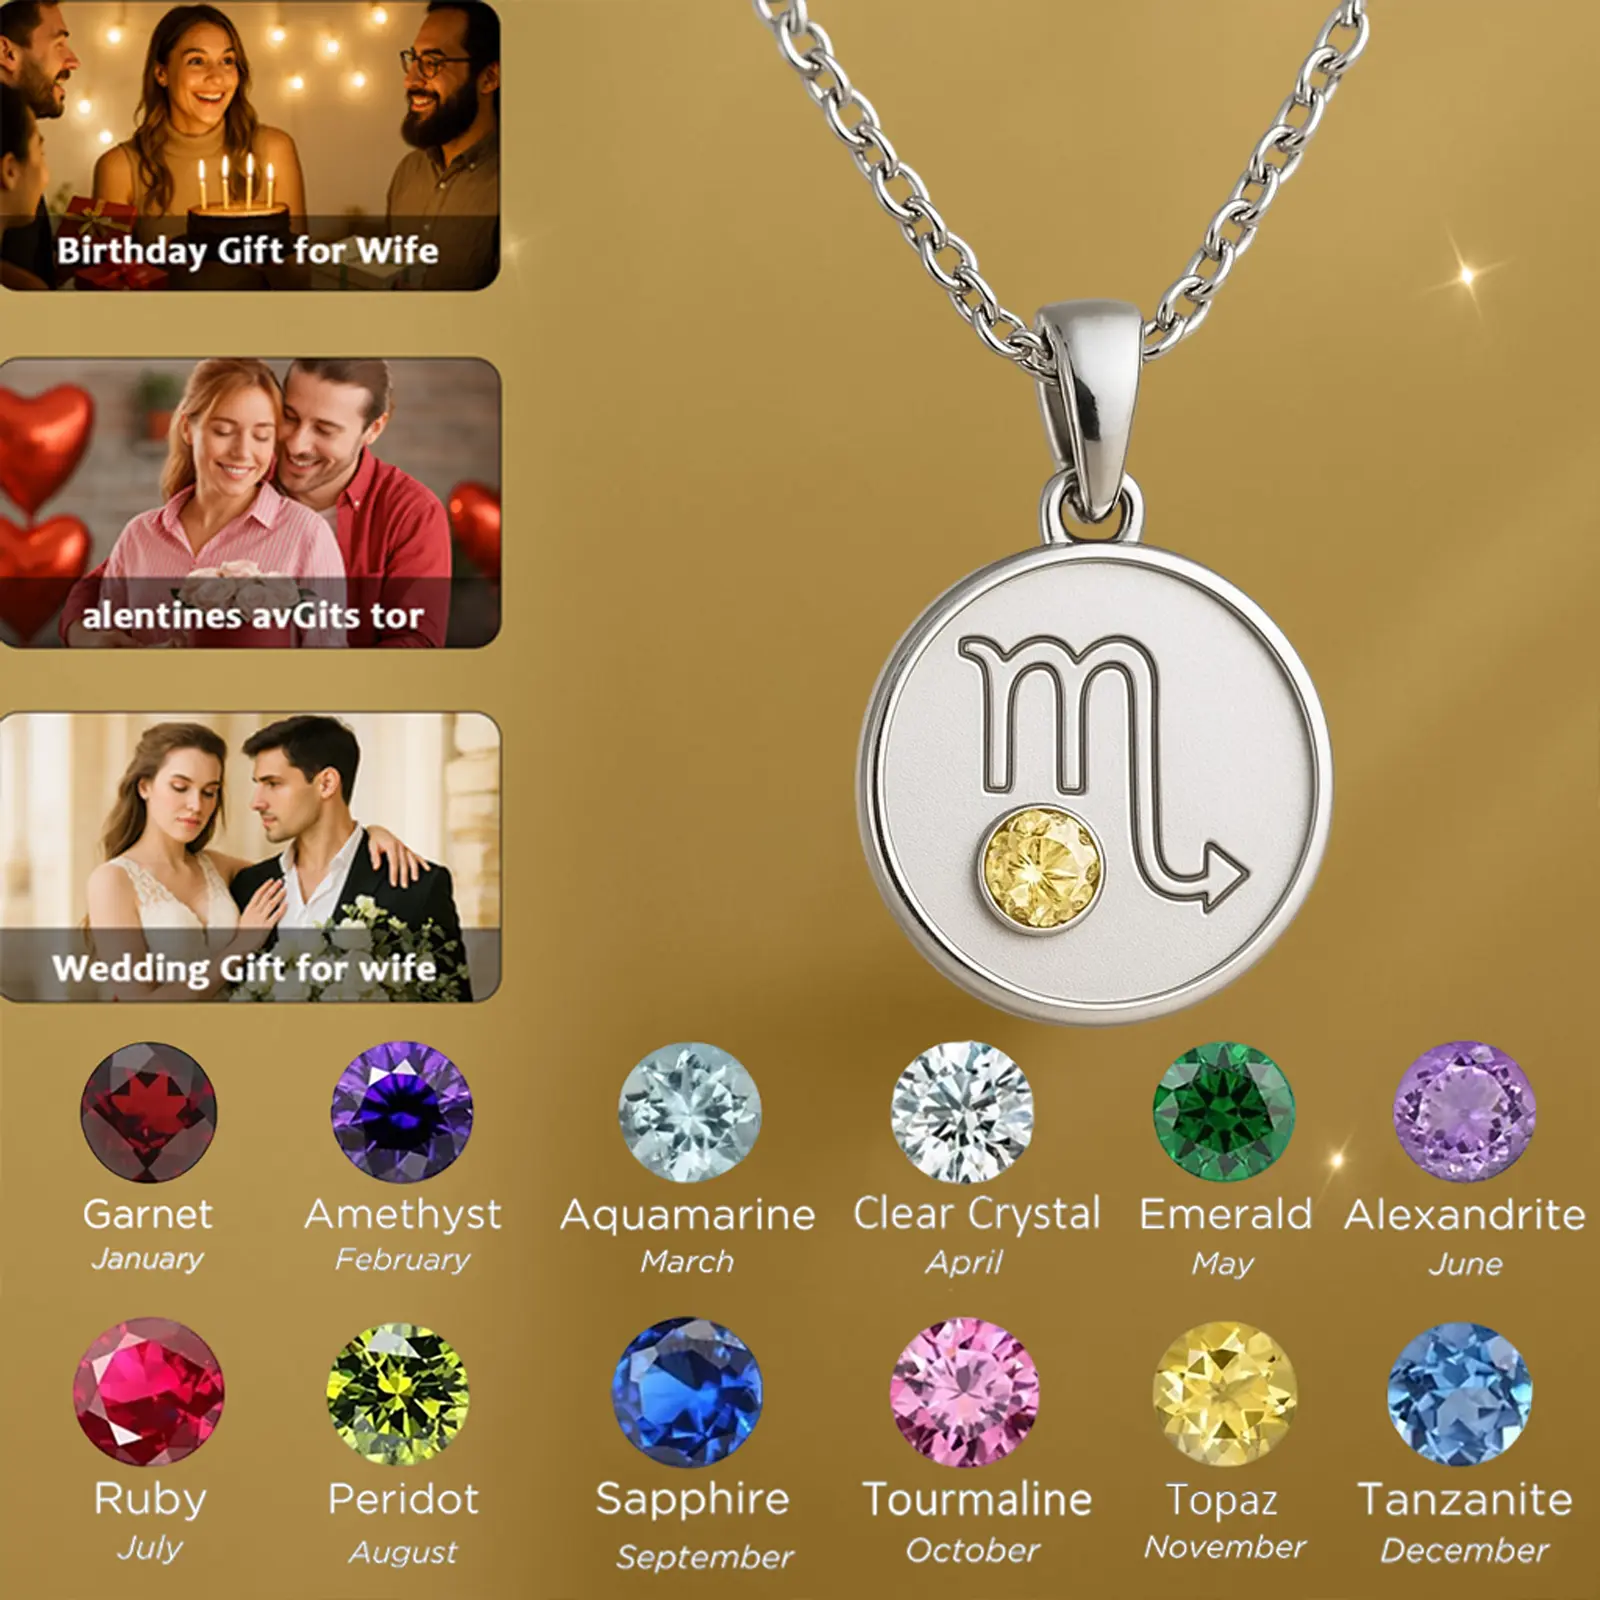 Birthday Gift for Wife
alentines avGits tor
Wedding Gift for wife
Garnet
January
Amethyst
February
Aquamarine
March
Clear Crystal
April
Emerald
May
Alexandrite
June
Ruby
July
Peridot
August
Sapphire
September
Tourmaline
October
Topaz
November
Tanzanite
December